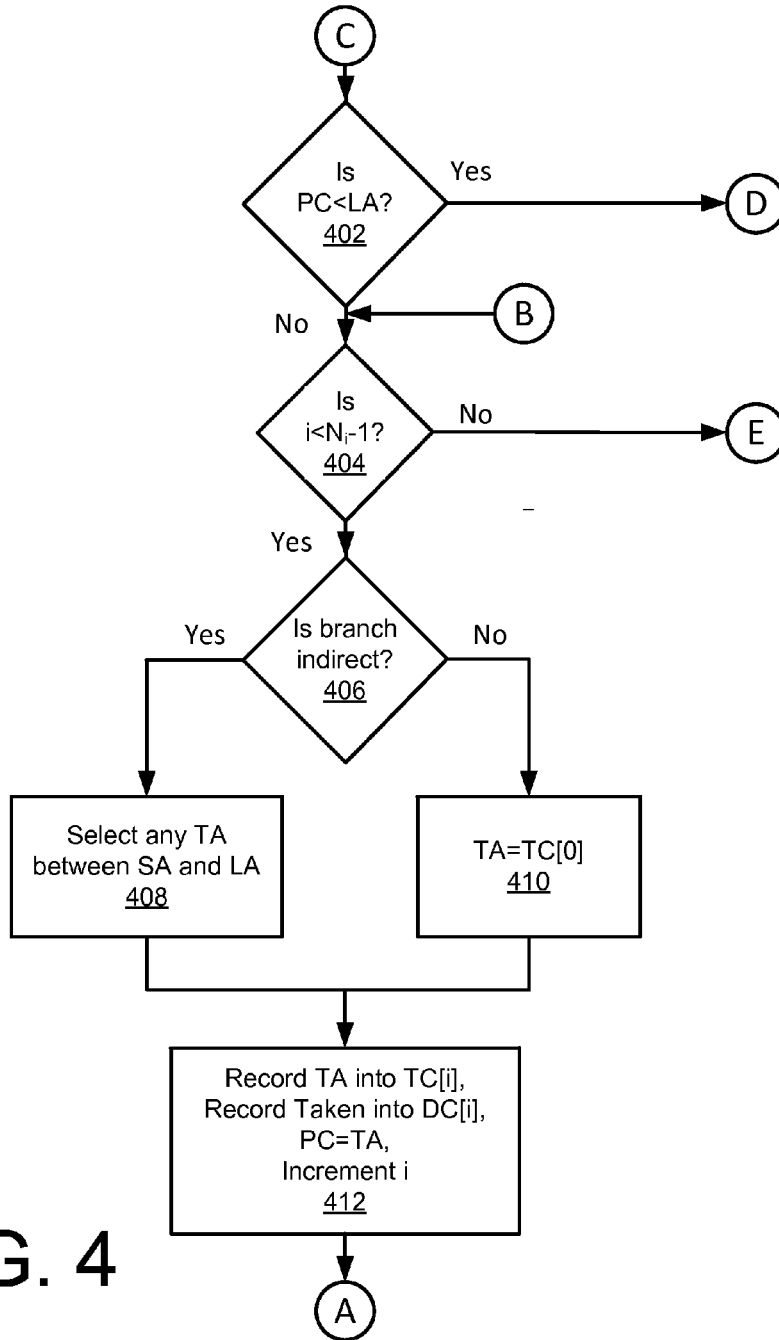 C
Is
PC<LA?
402
Yes
D
No
B
Is
i<Nᵢ-1?
404
No
E
Yes
Is branch
indirect?
406
Yes
No
Select any TA
between SA and LA
408
TA=TC[0]
410
Record TA into TC[i],
Record Taken into DC[i],
PC=TA,
Increment i
412
G. 4
A